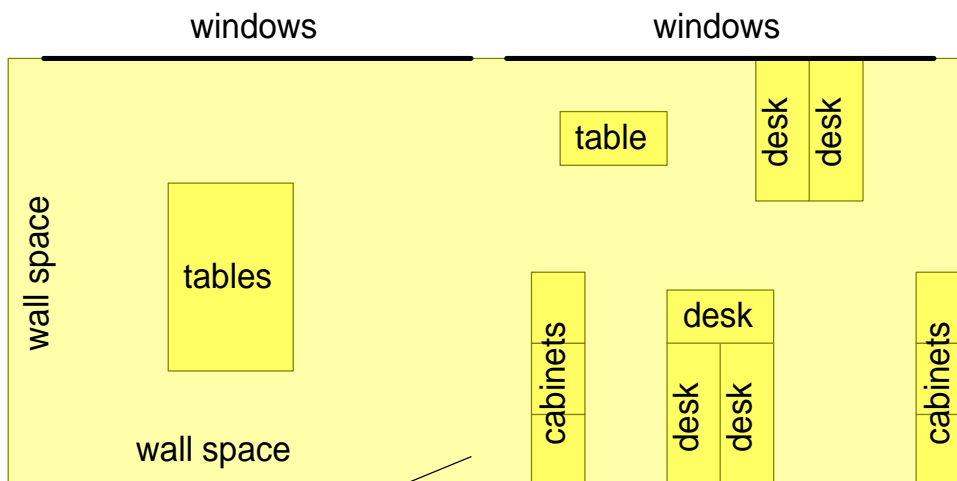 windows
windows
table
desk
desk
wall space
tables
desk
cabinets
desk
desk
cabinets
wall space